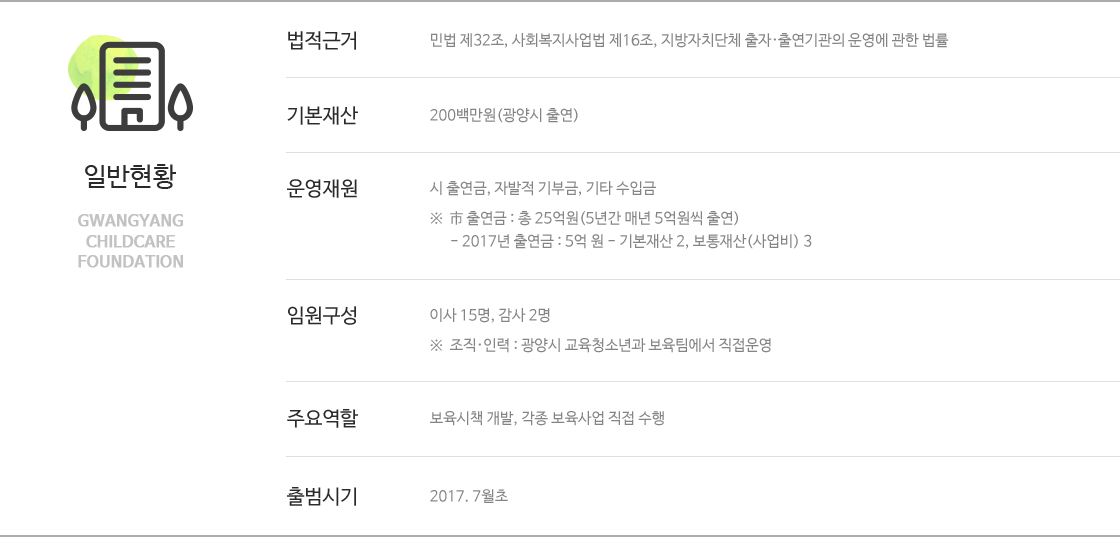 일반현황
GWANGYANG
CHILDCARE
FOUNDATION
법적근거
민법 제32조, 사회복지사업법 제16조, 지방자치단체 출자·출연기관의 운영에 관한 법률
기본재산
200백만원(광양시 출연)
운영재원
시 출연금, 자발적 기부금, 기타 수입금
※ 市 출연금 : 총 25억원(5년간 매년 5억원씩 출연)
- 2017년 출연금 : 5억 원 - 기본재산 2, 보통재산(사업비) 3
임원구성
이사 15명, 감사 2명
※ 조직·인력 : 광양시 교육청소년과 보육팀에서 직접운영
주요역할
보육시책 개발, 각종 보육사업 직접 수행
출범시기
2017. 7월초